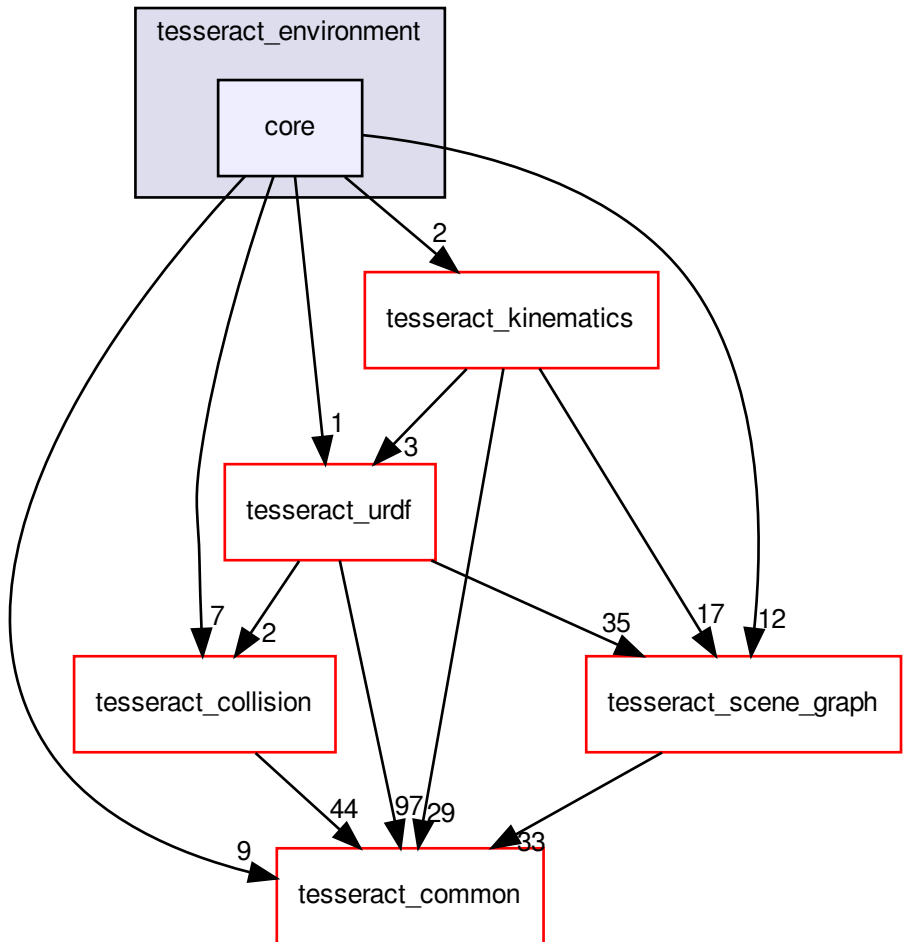 tesseract_environment
core
2
tesseract_kinematics
1
3
tesseract_urdf
7
2
35
17
12
tesseract_collision
tesseract_scene_graph
44
97
29
33
9
tesseract_common